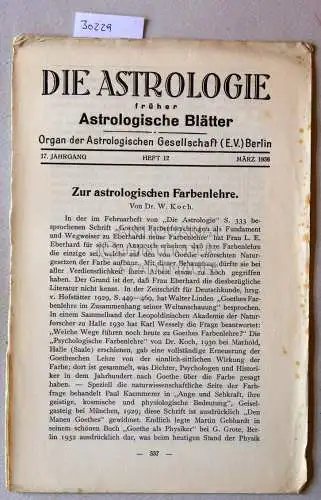 30229
DIE ASTROLOGIE
früher
Astrologische Blätter
Organ der Astrologischen Gesellschaft (E.V.) Berlin
17. JAHRGANG HEFT 12 MÄRZ 1936
Zur astrologischen Farbenlehre.
Von Dr. W. Koch.
In der im Februarheft von „Die Astrologie" S. 333 be-
sprochenen Schrift „Goethes Farbenforschungen als Fundament
und Wegweiser zu Eberhards neue Farbenlehre" hat Frau L. E.
Eberhard für sich den Anspruch erhoben, daß ihre Farbenlehre
die einzige sei, welche auf den von Goethe erforschten Natur-
gesetzen der Farbe aufbaue. Mit dieser Behauptung dürfte sie bei
aller Verdienstlichkeit ihrer Arbeit etwas zu hoch gegriffen
haben. Der Grund ist der, daß Frau Eberhard die diesbezügliche
Literatur nicht kennt. In der Zeitschrift für Deutschkunde, hrsg.
v. Hofstätter 1929, S. 449—469, hat Walter Linden „Goethes Farben-
lehre im Zusammenhang seiner Weltanschauung" besprochen.
In einem Sammelband der Leopoldinischen Akademie der Natur-
forscher zu Halle 1930 hat Karl Wessely die Frage beantwortet:
„Welche Wege führen noch heute zu Goethes Farbenlehre?" Die
„Psychologische Farbenlehre" von Dr. Koch, 1930 bei Marhold,
Halle (Saale) erschienen, gab eine vollständige Erneuerung der
Goetheschen Lehre von der sinnlich-sittlichen Wirkung der
Farbe; dort ist gesammelt, was Dichter, Psychologen und Histori-
ker in dem Jahrhundert nach Goethe über die Farbe gesagt
haben. — Speziell die naturwissenschaftliche Seite der Farb-
frage behandelt Paul Kaemmerer in „Auge und Sehkraft, ihre
geistige, kosmische und physiologische Bedeutung", Geisel-
gasteig bei München, 1929; diese Schrift ist ausdrücklich „Den
Manen Goethes" gewidmet. Endlich legte Martin Gebhardt in
seinem schönen Buch „Goethe als Physiker" bei G. Grote, Ber-
lin 1932 ausdrücklich dar, was beim heutigen Stand der Physik
— 337 —